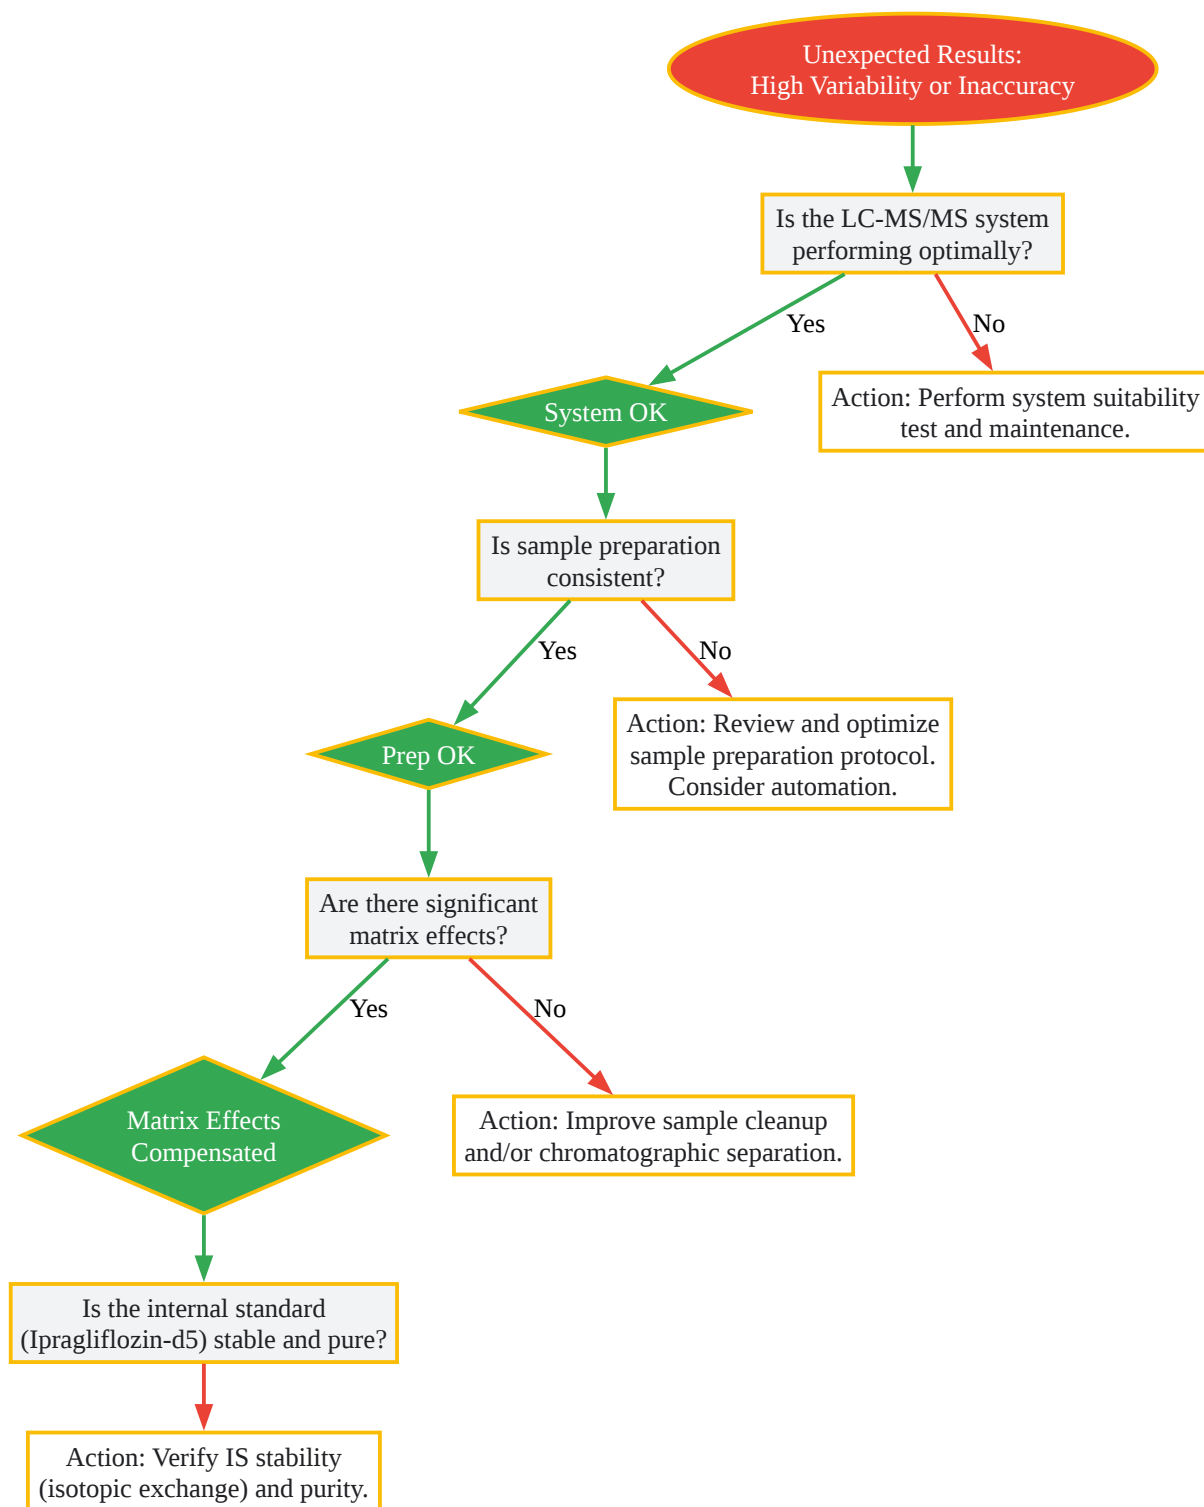 Unexpected Results:
High Variability or Inaccuracy
Is the LC-MS/MS system
performing optimally?
Yes
No
System OK
Action: Perform system suitability
test and maintenance.
Is sample preparation
consistent?
Yes
No
Prep OK
Action: Review and optimize
sample preparation protocol.
Consider automation.
Are there significant
matrix effects?
Yes
No
Matrix Effects
Compensated
Action: Improve sample cleanup
and/or chromatographic separation.
Is the internal standard
(Ipragliflozin-d5) stable and pure?
Action: Verify IS stability
(isotopic exchange) and purity.